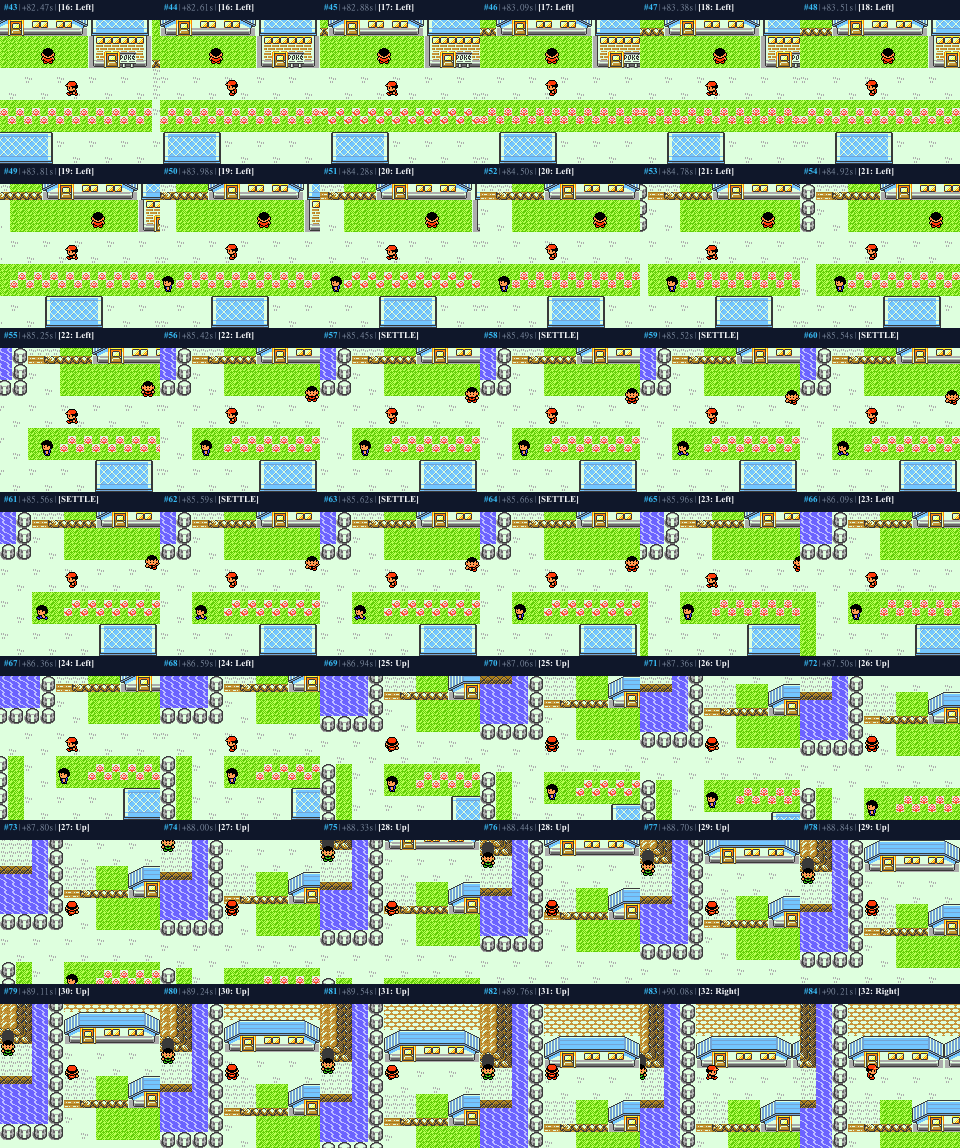 #43|+82.47s|[16: Left] #44|+82.61s|[16: Left] #45|+82.88s|[17: Left] #46|+83.09s|[17: Left] #47|+83.38s|[18: Left] #48|+83.51s|[18: Left]
POKE POKE POKE POKE PO
#49|+83.81s|[19: Left] #50|+83.98s|[19: Left] #51|+84.28s|[20: Left] #52|+84.50s|[20: Left] #53|+84.78s|[21: Left] #54|+84.92s|[21: Left]
#55|+85.25s|[22: Left] #56|+85.42s|[22: Left] #57|+85.45s|[SETTLE] #58|+85.49s|[SETTLE] #59|+85.52s|[SETTLE] #60|+85.54s|[SETTLE]
#61|+85.56s|[SETTLE] #62|+85.59s|[SETTLE] #63|+85.62s|[SETTLE] #64|+85.66s|[SETTLE] #65|+85.96s|[23: Left] #66|+86.09s|[23: Left]
#67|+86.36s|[24: Left] #68|+86.59s|[24: Left] #69|+86.94s|[25: Up] #70|+87.06s|[25: Up] #71|+87.36s|[26: Up] #72|+87.50s|[26: Up]
#73|+87.80s|[27: Up] #74|+88.00s|[27: Up] #75|+88.33s|[28: Up] #76|+88.44s|[28: Up] #77|+88.70s|[29: Up] #78|+88.84s|[29: Up]
#79|+89.11s|[30: Up] #80|+89.24s|[30: Up] #81|+89.54s|[31: Up] #82|+89.76s|[31: Up] #83|+90.08s|[32: Right] #84|+90.21s|[32: Right]